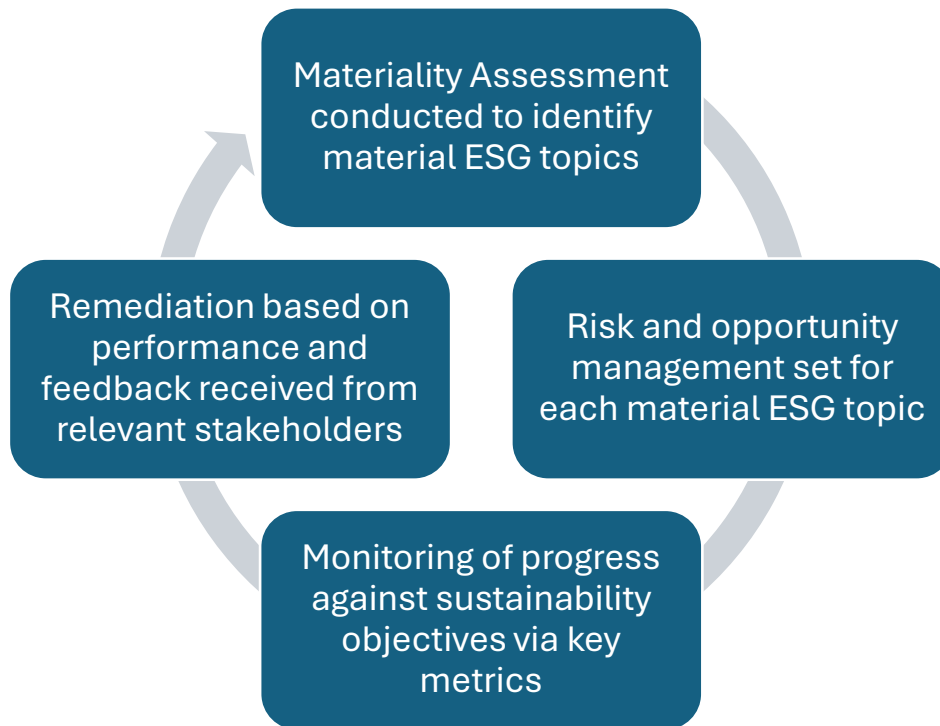 Materiality Assessment
conducted to identify
material ESG topics
Risk and opportunity
management set for
each material ESG topic
Monitoring of progress
against sustainability
objectives via key
metrics
Remediation based on
performance and
feedback received from
relevant stakeholders